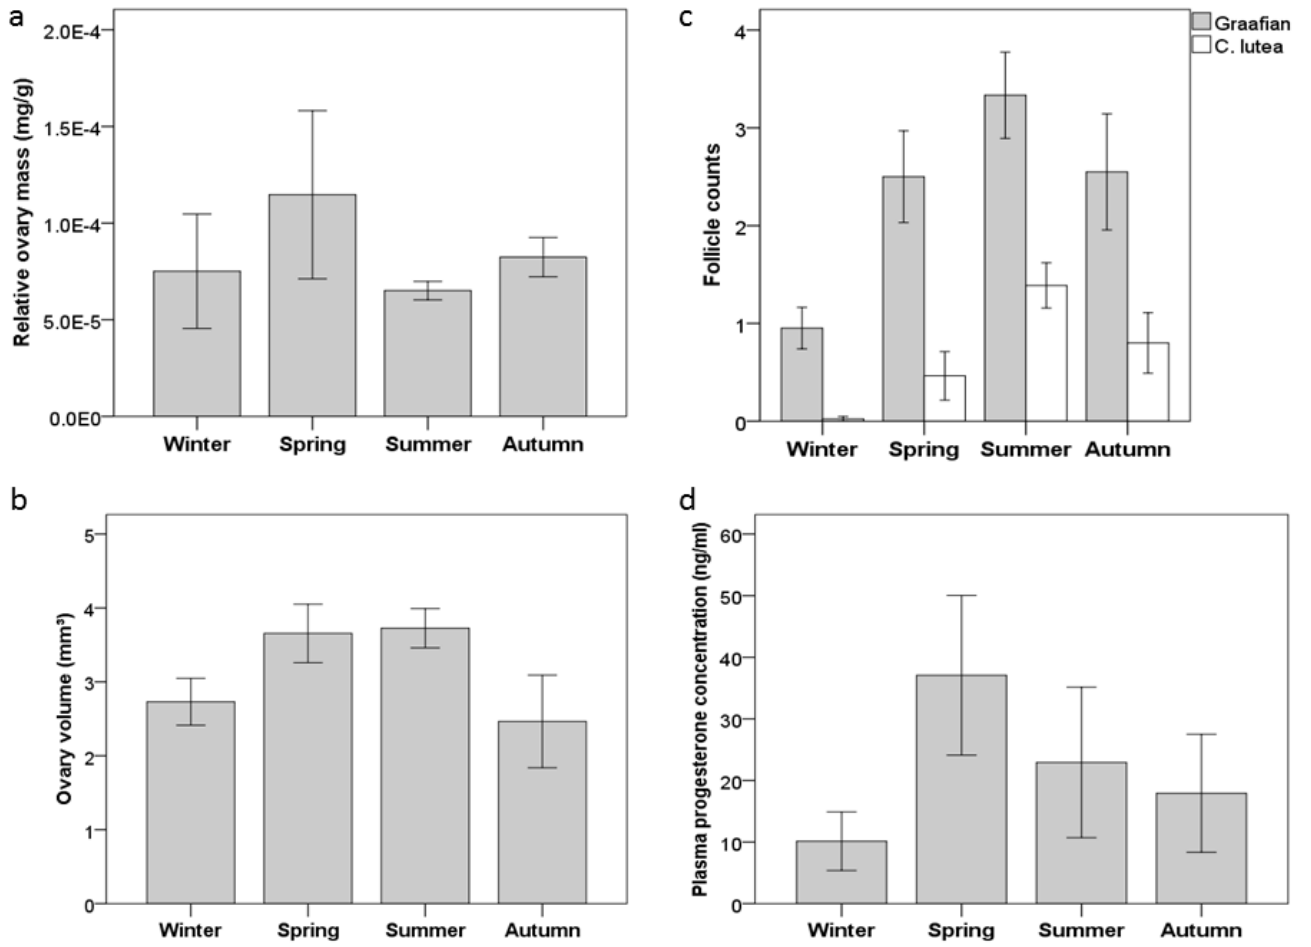 a
Relative ovary mass (mg/g)
2.0E-4
1.5E-4
1.0E-4
5.0E-5
0.0E0
Winter Spring Summer Autumn
c
Follicle counts
4
3
2
1
0
Winter Spring Summer Autumn
Graafian
C. lutea
b
Ovary volume (mm³)
5
4
3
2
1
0
Winter Spring Summer Autumn
d
Plasma progesterone concentration (ng/ml)
60
50
40
30
20
10
0
Winter Spring Summer Autumn